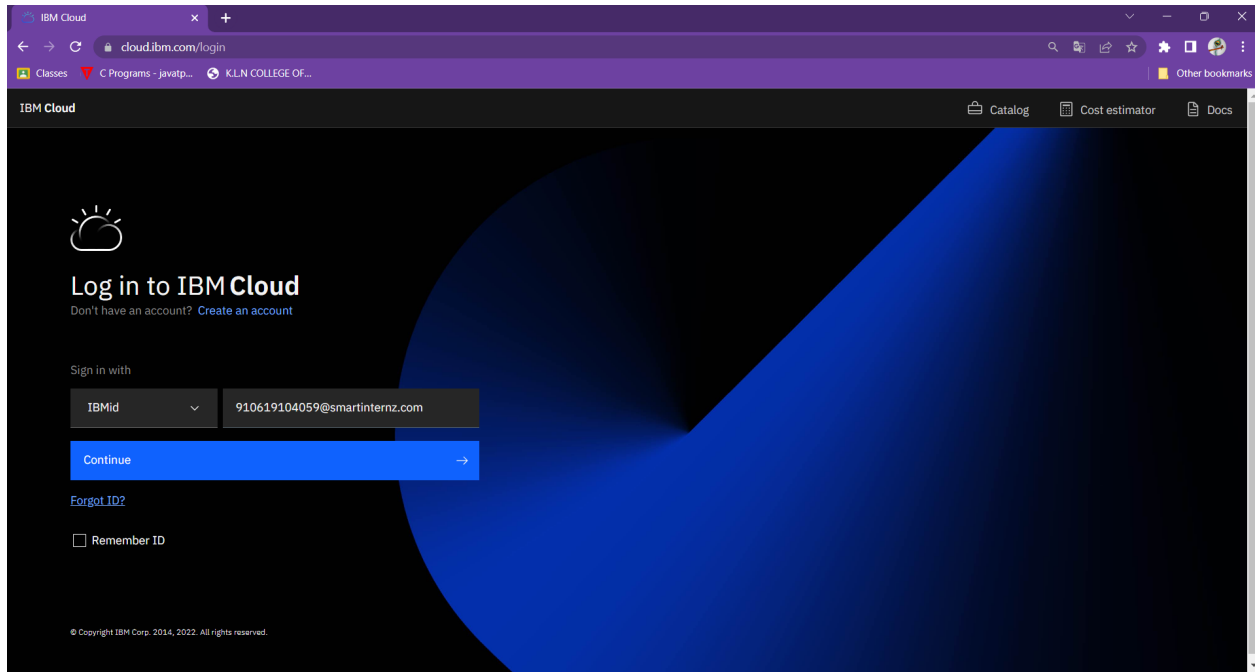 IBM Cloud
cloud.ibm.com/login
Classes C Programs - javatp... K.L.N COLLEGE OF... Other bookmarks
IBM Cloud Catalog Cost estimator Docs
Log in to IBM Cloud
Don't have an account? Create an account
Sign in with
IBMid 910619104059@smartinternz.com
Continue
Forgot ID?
Remember ID
© Copyright IBM Corp. 2014, 2022. All rights reserved.